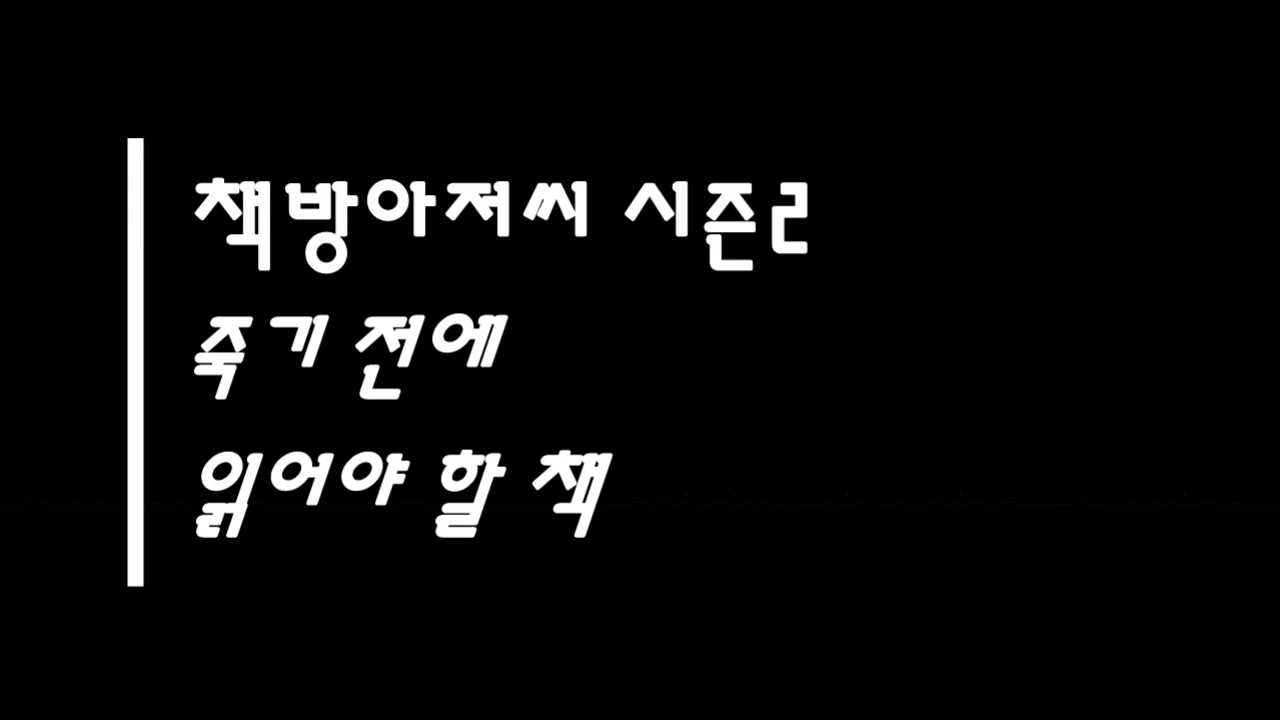 책방아저씨 시즌2
죽기 전에
읽어야 할 책